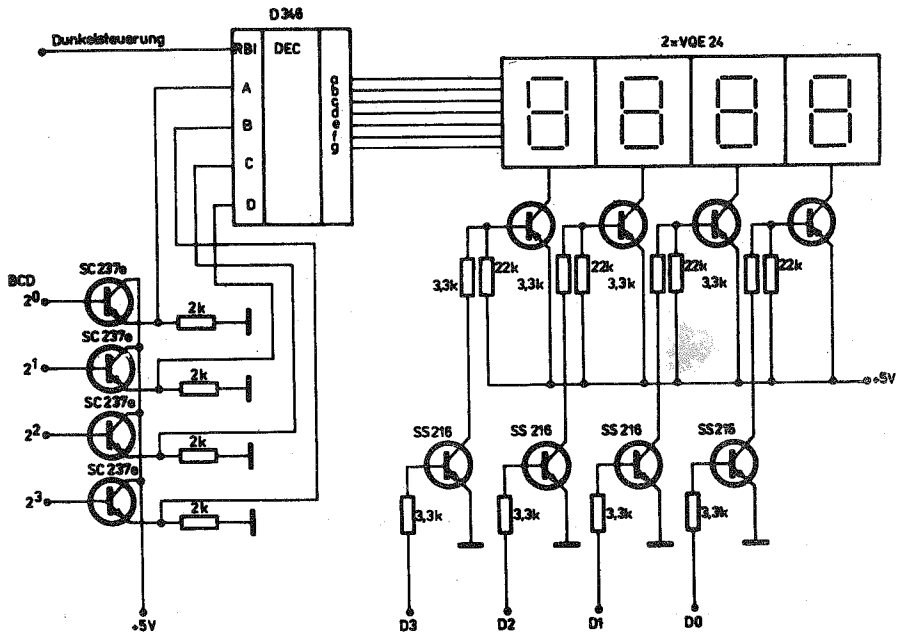 D 346
Dunkelsteuerung
RBI DEC
2×VQE 24
A
B
C
D
a
b
c
d
e
f
g
BCD
SC 237e
2⁰
2k
SC 237e
2¹
2k
SC 237e
2²
2k
SC 237e
2³
2k
+5V
3,3k 22k 3,3k 22k 3,3k 22k 3,3k 22k
+5V
SS 216 SS 216 SS 216 SS 216
3,3k 3,3k 3,3k 3,3k
D3 D2 D1 D0